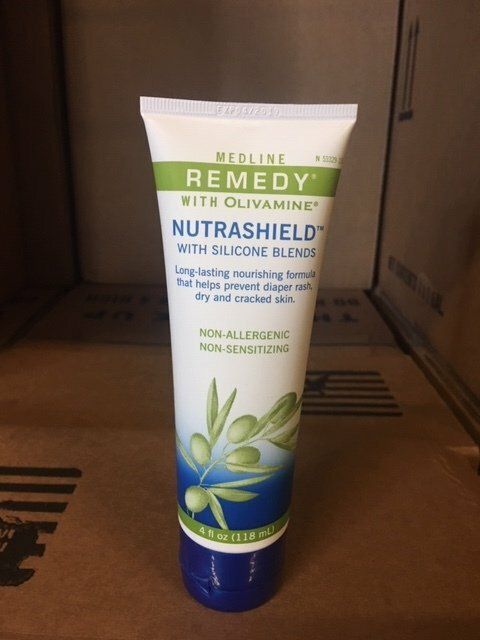 MEDLINE
REMEDY®
WITH OLIVAMINE®
NUTRASHIELD™
WITH SILICONE BLENDS
Long-lasting nourishing formula
that helps prevent diaper rash,
dry and cracked skin.
NON-ALLERGENIC
NON-SENSITIZING
4 fl oz (118 mL)